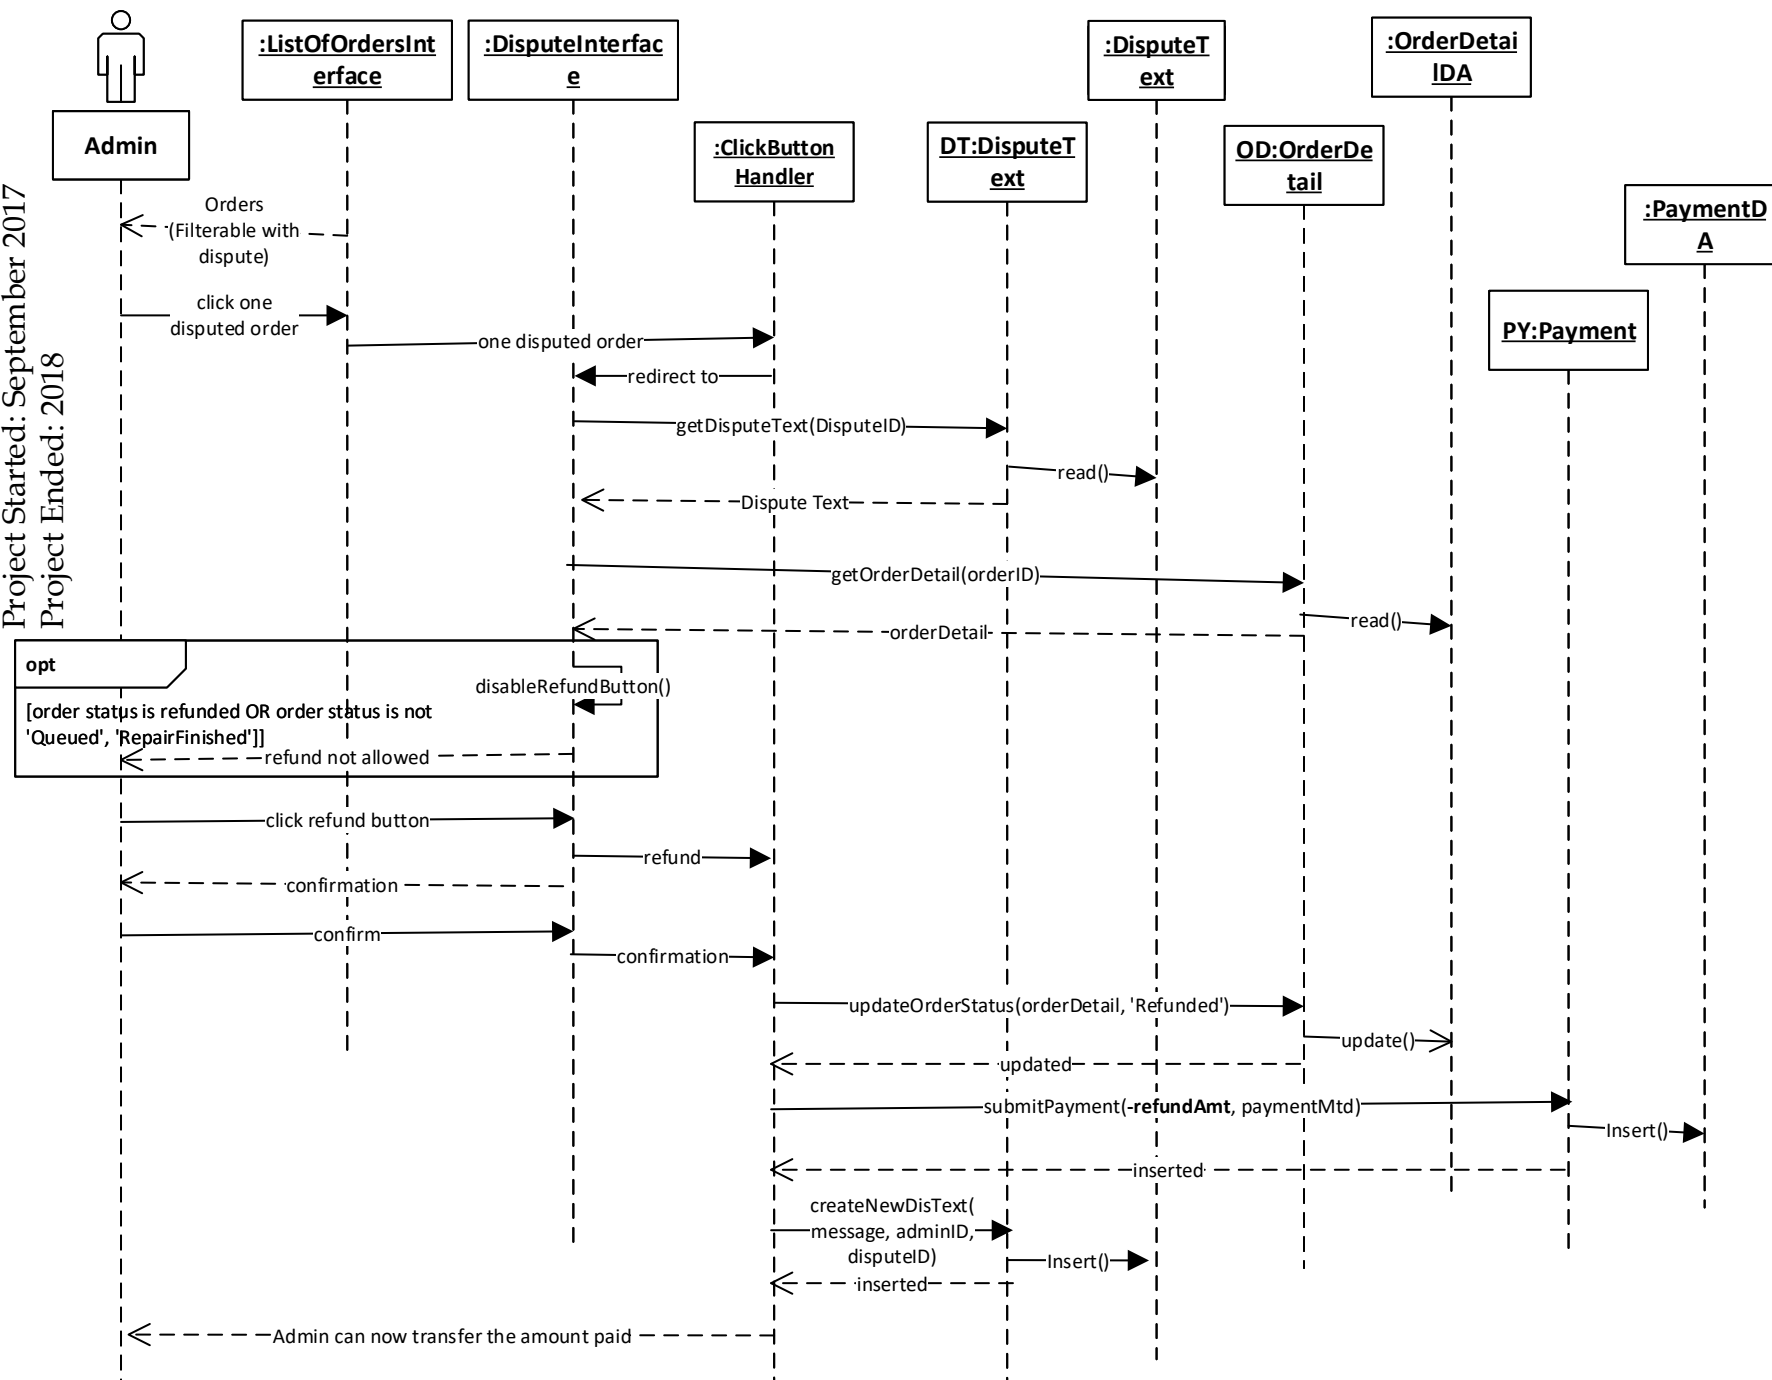 :ListOfOrdersInt
erface
:DisputeInterfac
e
:DisputeT
ext
:OrderDetai
lDA
Admin
:ClickButton
Handler
DT:DisputeT
ext
OD:OrderDe
tail
:PaymentD
A
PY:Payment
Project Started: September 2017
Project Ended: 2018
Orders
(Filterable with
dispute)
click one
disputed order
one disputed order
redirect to
getDisputeText(DisputeID)
read()
Dispute Text
getOrderDetail(orderID)
read()
orderDetail
opt
disableRefundButton()
[order status is refunded OR order status is not
'Queued', 'RepairFinished']]
refund not allowed
click refund button
refund
confirmation
confirm
confirmation
updateOrderStatus(orderDetail, 'Refunded')
update()
updated
submitPayment(-refundAmt, paymentMtd)
Insert()
inserted
createNewDisText(
message, adminID,
disputeID)
Insert()
inserted
Admin can now transfer the amount paid